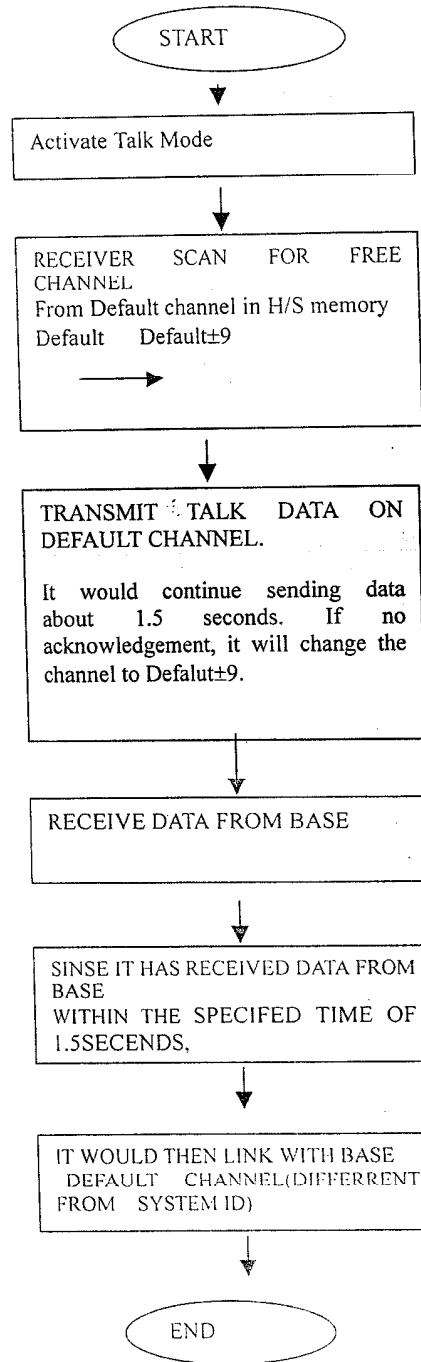 START
Activate Talk Mode
RECEIVER SCAN FOR FREE
CHANNEL
From Default channel in H/S memory
Default Default±9
TRANSMIT TALK DATA ON
DEFAULT CHANNEL.
It would continue sending data
about 1.5 seconds. If no
acknowledgement, it will change the
channel to Defalut±9.
RECEIVE DATA FROM BASE
SINSE IT HAS RECEIVED DATA FROM
BASE
WITHIN THE SPECIFED TIME OF
1.5SECENDS,
IT WOULD THEN LINK WITH BASE
DEFAULT CHANNEL(DIFFERRENT
FROM SYSTEM ID)
END